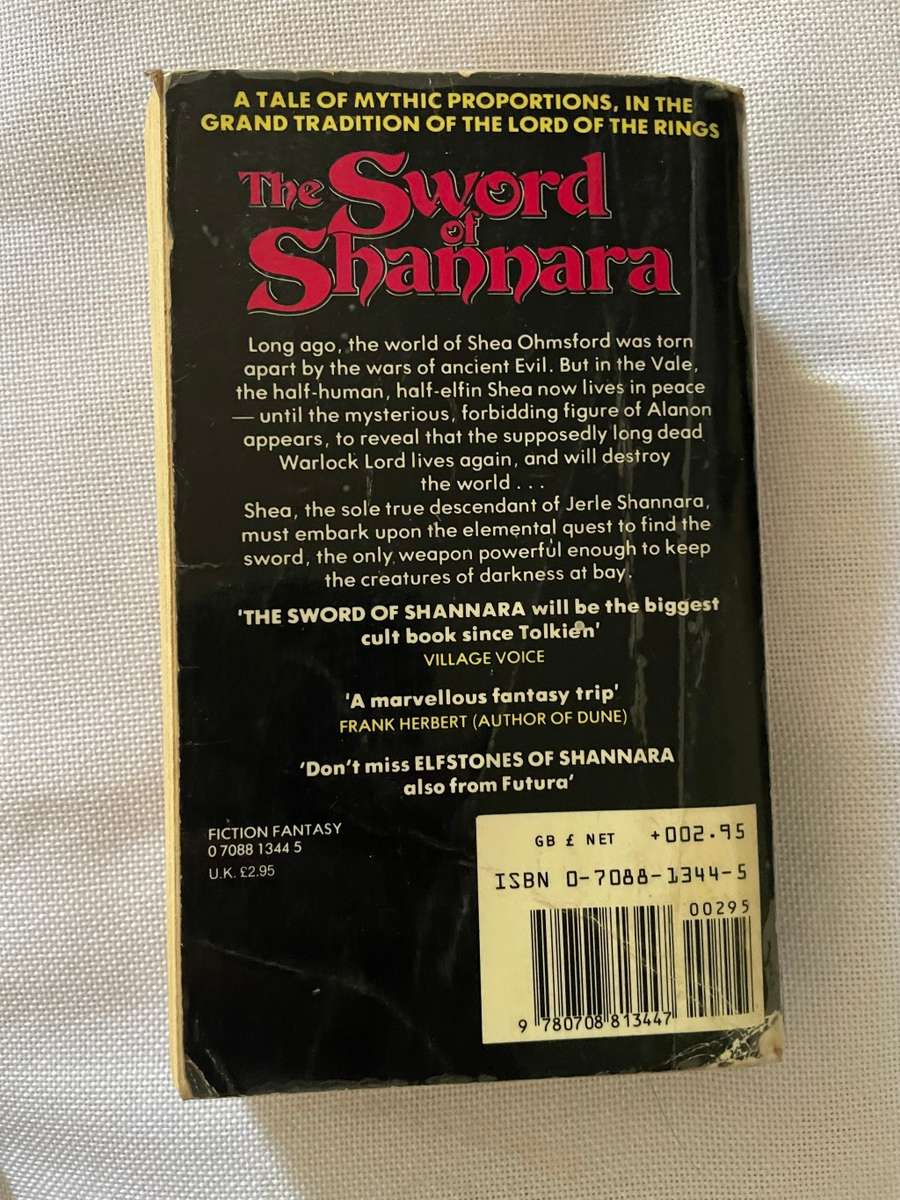 A TALE OF MYTHIC PROPORTIONS, IN THE
GRAND TRADITION OF THE LORD OF THE RINGS
The Sword
of
Shannara
Long ago, the world of Shea Ohmsford was torn
apart by the wars of ancient Evil. But in the Vale,
the half-human, half-elfin Shea now lives in peace
— until the mysterious, forbidding figure of Alanon
appears, to reveal that the supposedly long dead
Warlock Lord lives again, and will destroy
the world . . .
Shea, the sole true descendant of Jerle Shannara,
must embark upon the elemental quest to find the
sword, the only weapon powerful enough to keep
the creatures of darkness at bay.
'THE SWORD OF SHANNARA will be the biggest
cult book since Tolkien'
VILLAGE VOICE
'A marvellous fantasy trip'
FRANK HERBERT (AUTHOR OF DUNE)
'Don't miss ELFSTONES OF SHANNARA
also from Futura'
FICTION FANTASY
0 7088 1344 5
U.K. £2.95
GB £ NET +002.95
ISBN 0-7088-1344-5
00295
9 780708 813447